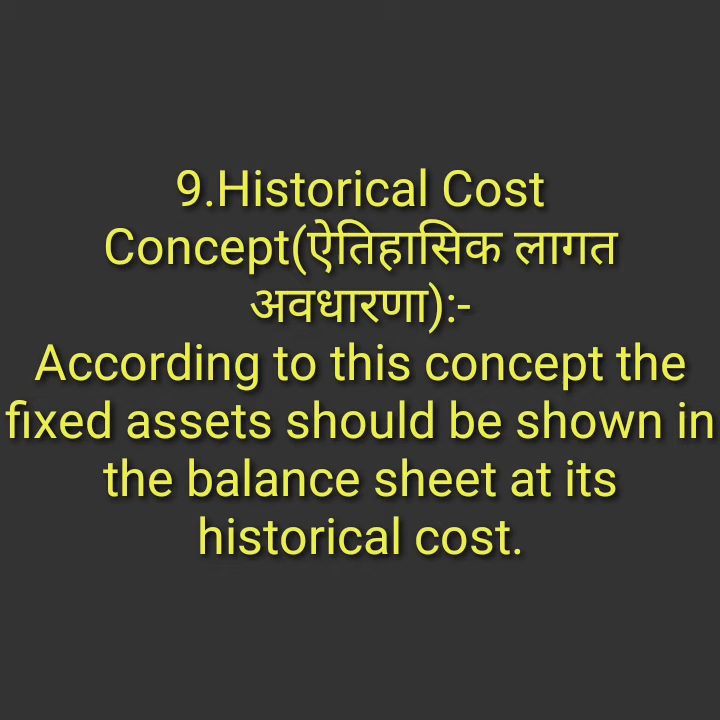 9.Historical Cost
Concept(ऐतिहासिक लागत
अवधारणा):-
According to this concept the
fixed assets should be shown in
the balance sheet at its
historical cost.